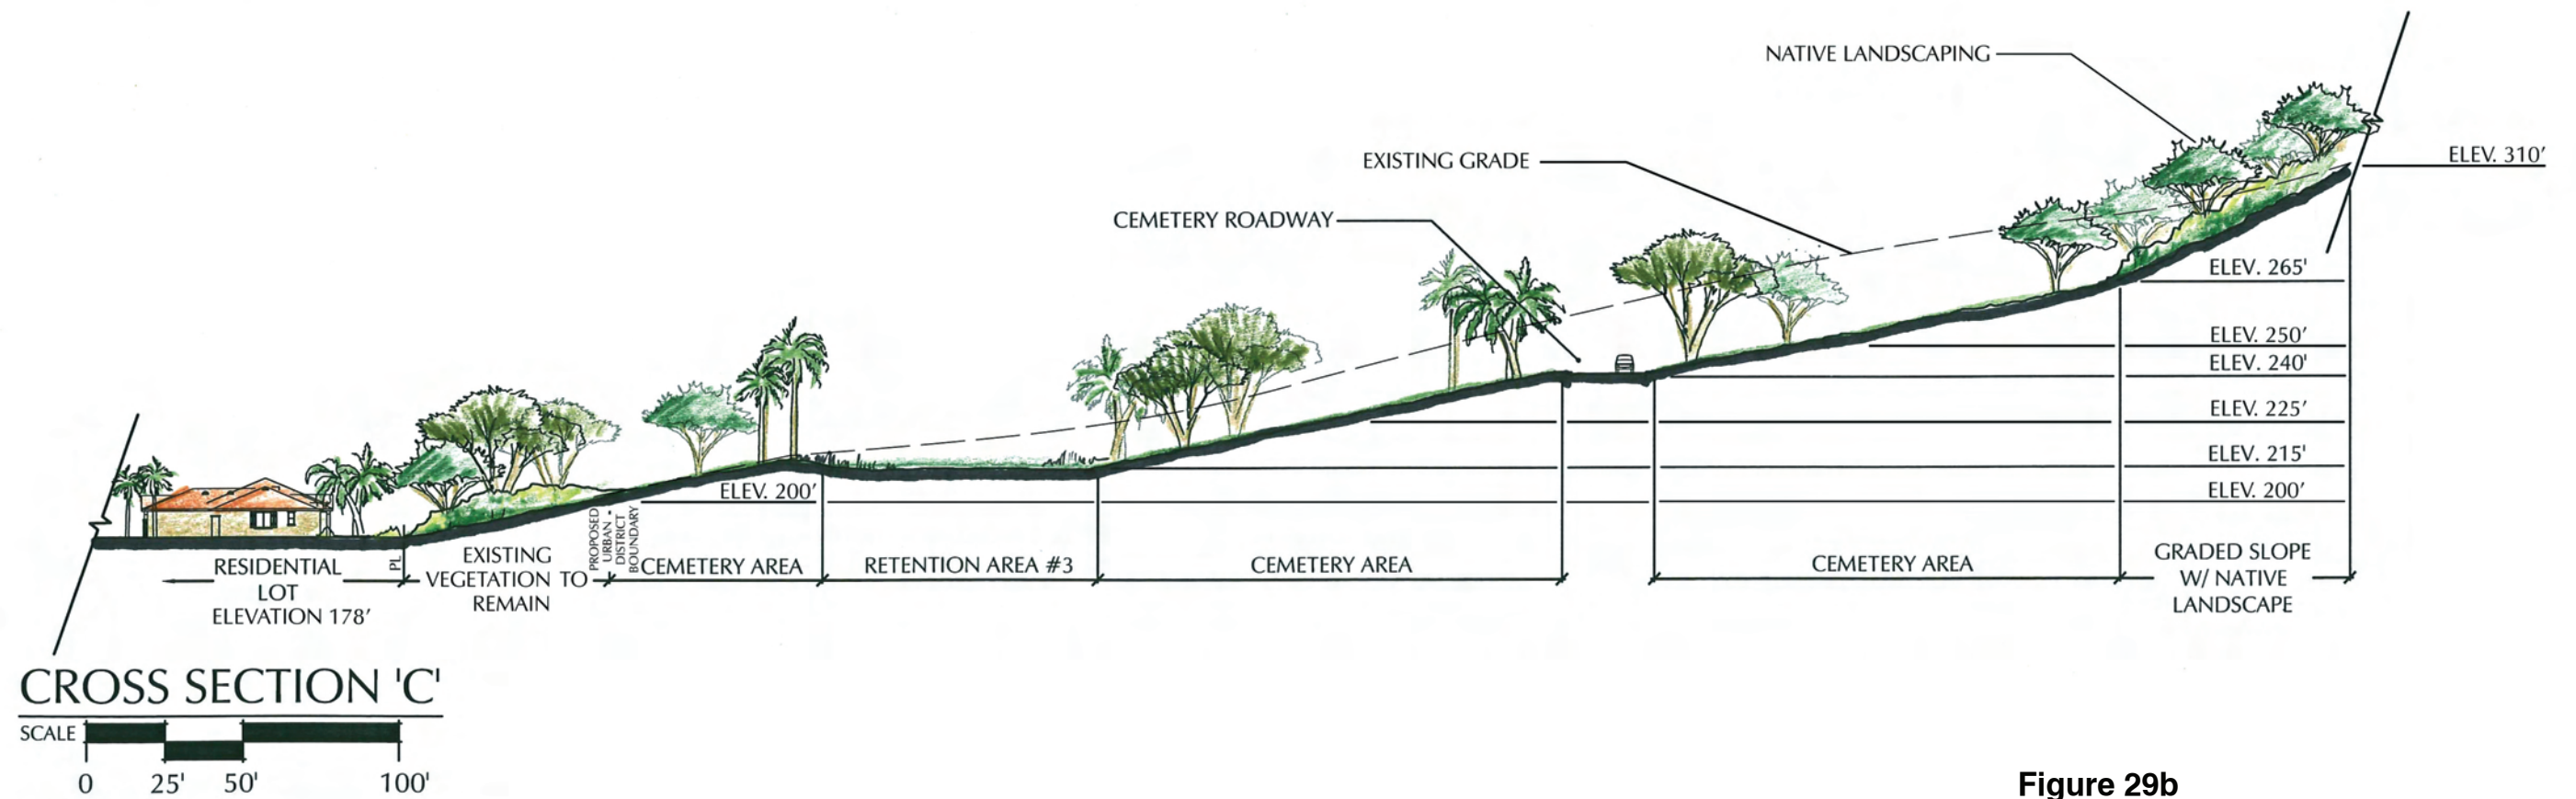 NATIVE LANDSCAPING
EXISTING GRADE
CEMETERY ROADWAY
ELEV. 310'
ELEV. 265'
ELEV. 250'
ELEV. 240'
ELEV. 225'
ELEV. 215'
ELEV. 200'
ELEV. 200'
RESIDENTIAL
LOT
ELEVATION 178'
PL
EXISTING
VEGETATION TO
REMAIN
PROPOSED
URBAN
DISTRICT
BOUNDARY
CEMETERY AREA
RETENTION AREA #3
CEMETERY AREA
CEMETERY AREA
GRADED SLOPE
W/ NATIVE
LANDSCAPE
CROSS SECTION 'C'
SCALE
0 25' 50' 100'
Figure 29b